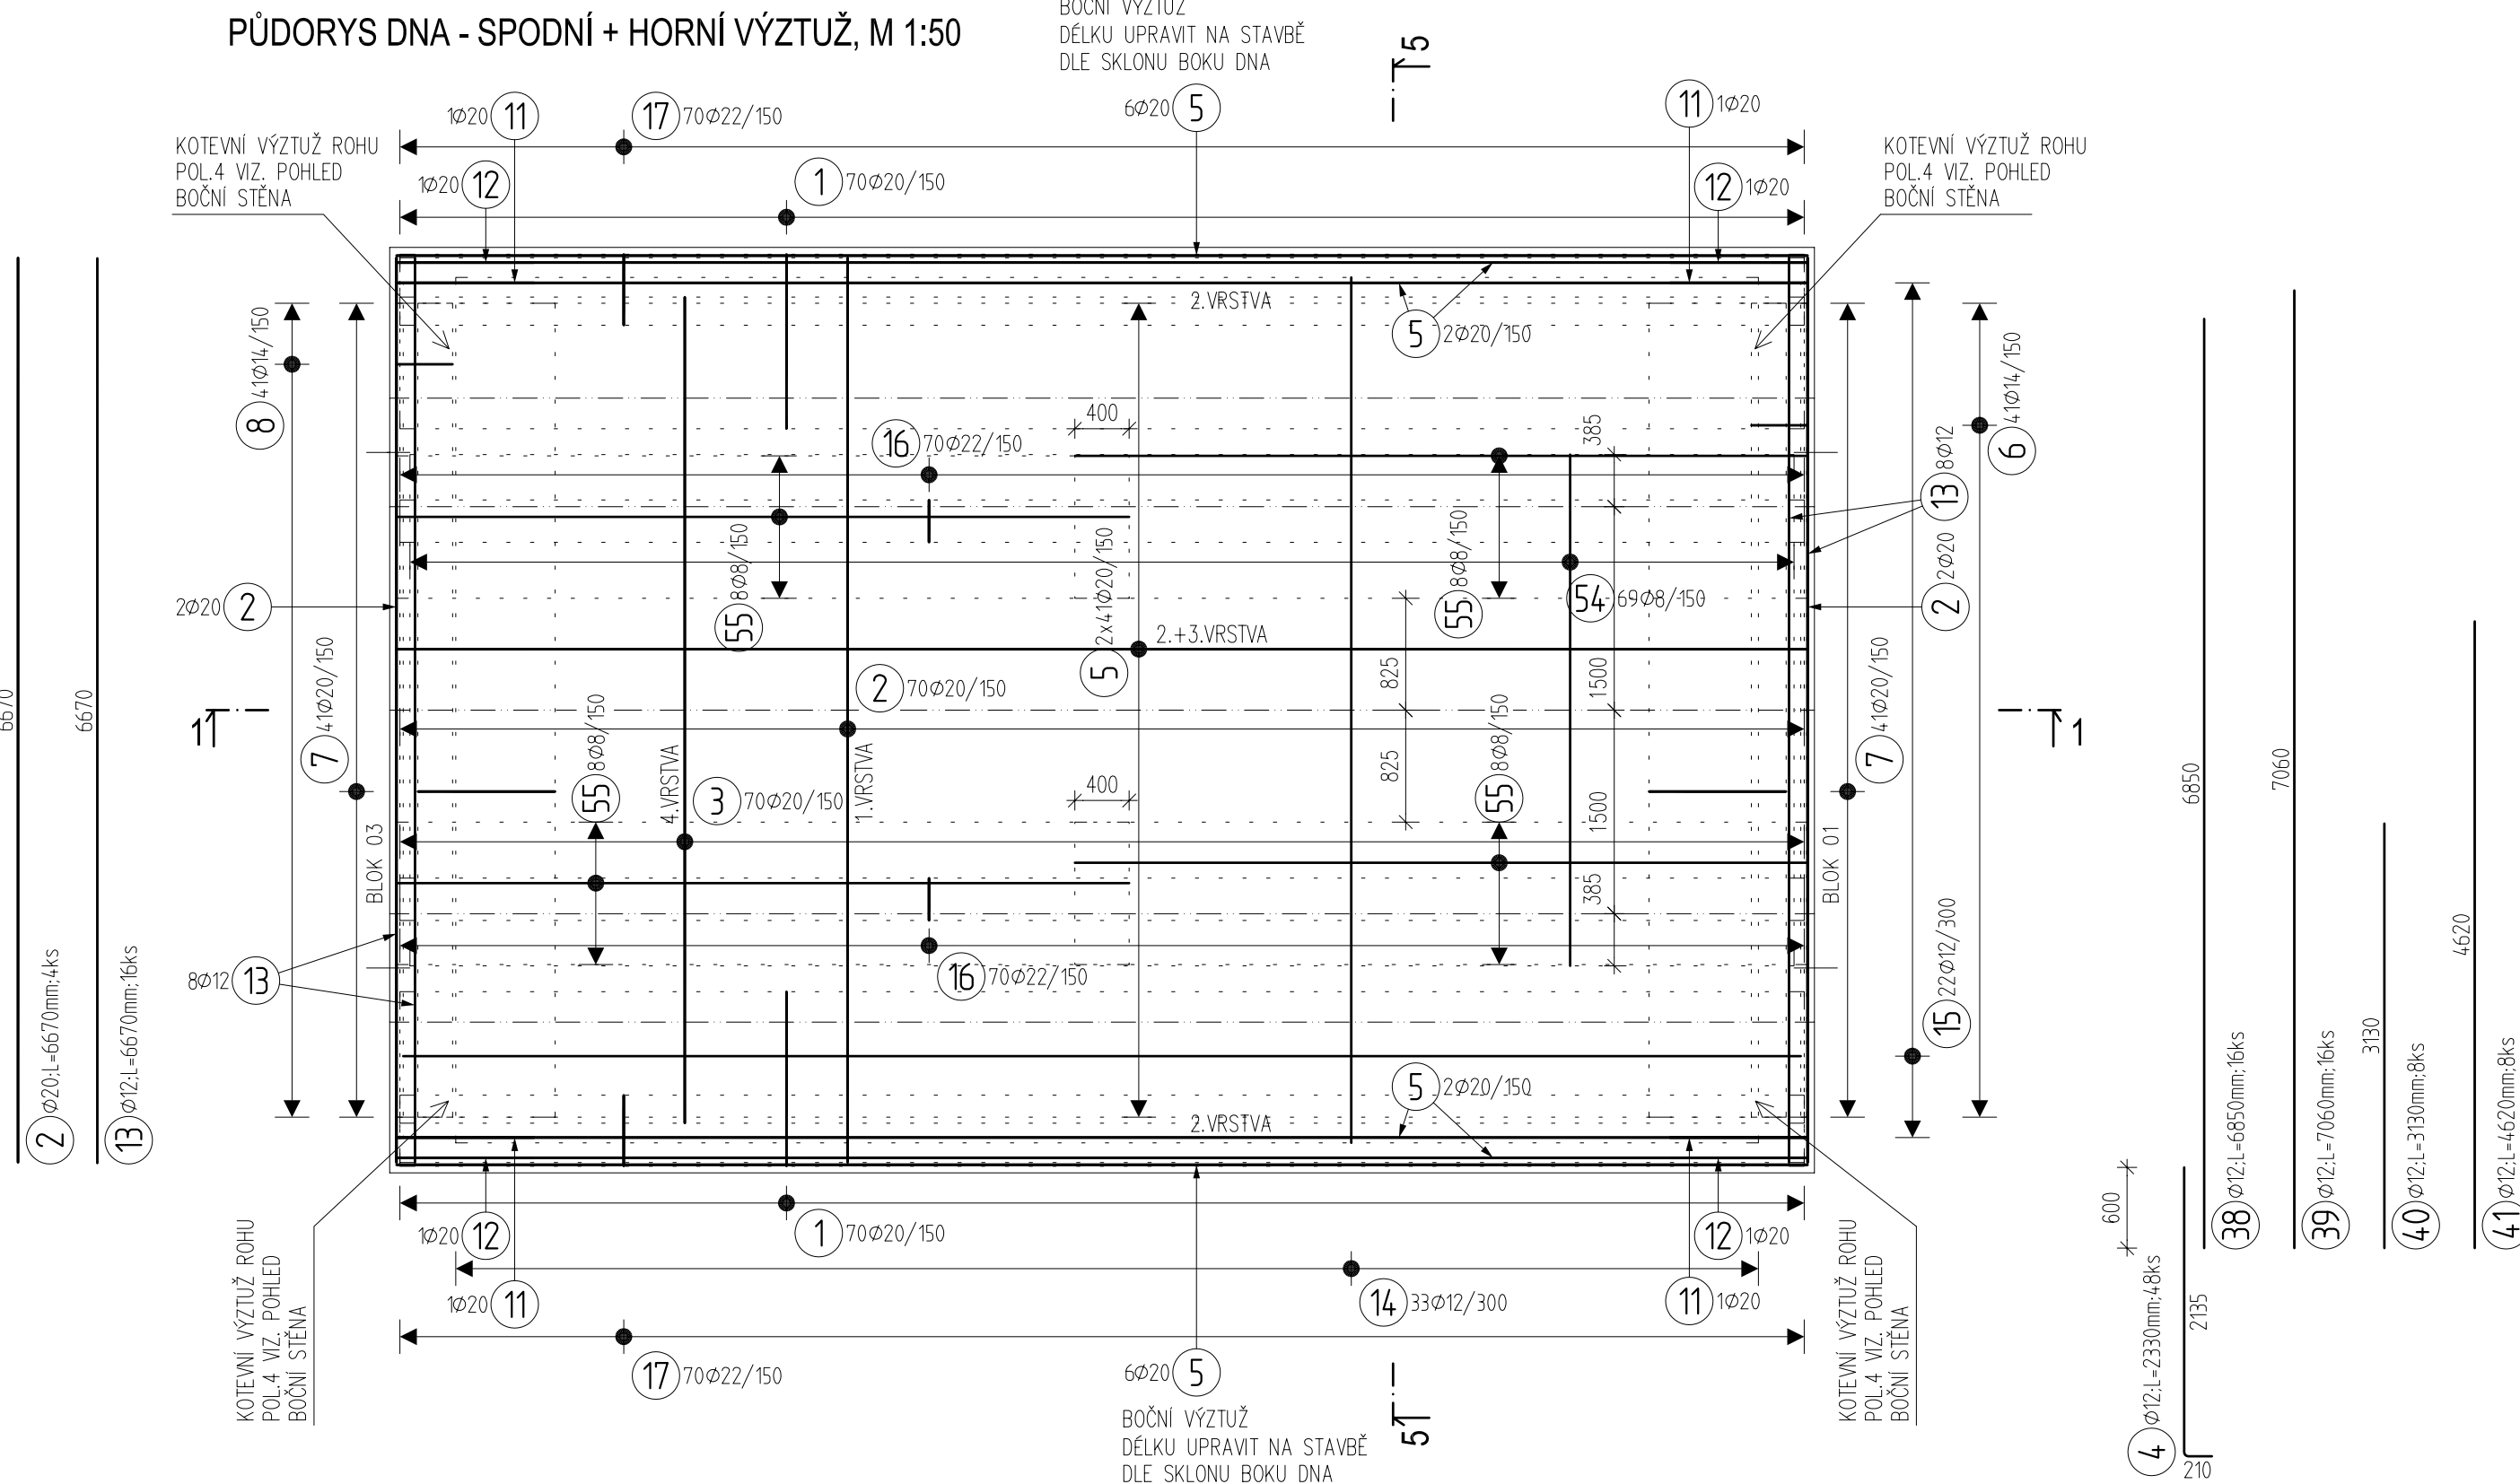 PŮDORYS DNA - SPODNÍ + HORNÍ VÝZTUŽ, M 1:50
BOČNÍ VÝZTUŽ
DÉLKU UPRAVIT NA STAVBĚ
DLE SKLONU BOKU DNA
5
1Ø20 11
17 70Ø22/150
6Ø20 5
11 1Ø20
KOTEVNÍ VÝZTUŽ ROHU
POL.4 VIZ. POHLED
BOČNÍ STĚNA
1Ø20 12
1 70Ø20/150
12 1Ø20
KOTEVNÍ VÝZTUŽ ROHU
POL.4 VIZ. POHLED
BOČNÍ STĚNA
2.VRSTVA
5 2Ø20/150
8 41Ø14/150
6 41Ø14/150
400
385
16 70Ø22/150
13 8Ø12
55 8Ø8/150
5 2x41Ø20/150
55 8Ø8/150
54 69Ø8/150
2Ø20 2
2 2Ø20
2.+3.VRSTVA
7 41Ø20/150
2 70Ø20/150
825
1500
7 41Ø20/150
6670
6670
1
1
55 8Ø8/150
4.VRSTVA
3 70Ø20/150
1.VRSTVA
400
825
55 8Ø8/150
1500
BLOK 03
BLOK 01
385
8Ø12 13
16 70Ø22/150
15 22Ø12/300
5 2Ø20/150
2.VRSTVA
2 Ø20;L=6670mm;4ks
13 Ø12;L=6670mm;16ks
6850
38 Ø12;L=6850mm;16ks
7060
39 Ø12;L=7060mm;16ks
3130
40 Ø12;L=3130mm;8ks
4620
41 Ø12;L=4620mm;8ks
1Ø20 12
1 70Ø20/150
12 1Ø20
1Ø20 11
14 33Ø12/300
11 1Ø20
KOTEVNÍ VÝZTUŽ ROHU
POL.4 VIZ. POHLED
BOČNÍ STĚNA
17 70Ø22/150
6Ø20 5
BOČNÍ VÝZTUŽ
DÉLKU UPRAVIT NA STAVBĚ
DLE SKLONU BOKU DNA
5
KOTEVNÍ VÝZTUŽ ROHU
POL.4 VIZ. POHLED
BOČNÍ STĚNA
600
4 Ø12;L=2330mm;48ks
2135
210